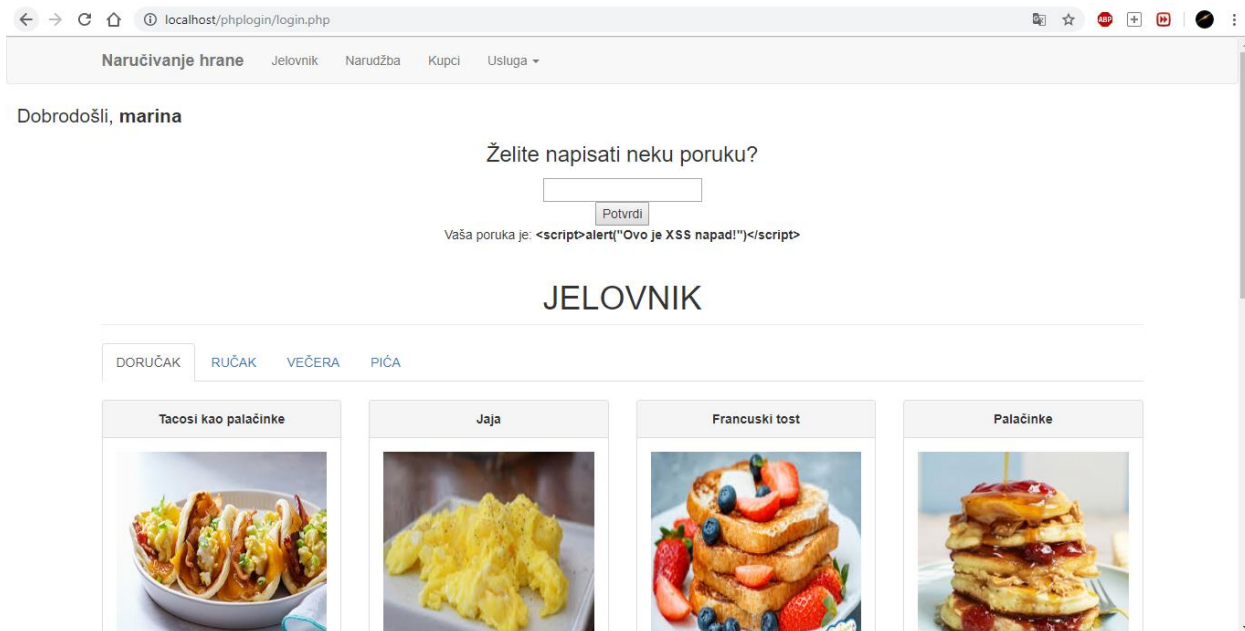 localhost/phplogin/login.php
ABP
Naručivanje hrane Jelovnik Narudžba Kupci Usluga
Dobrodošli, marina
Želite napisati neku poruku?
Potvrdi
Vaša poruka je: <script>alert("Ovo je XSS napad!")</script>
JELOVNIK
DORUČAK RUČAK VEČERA PIĆA
Tacosi kao palačinke Jaja Francuski tost Palačinke